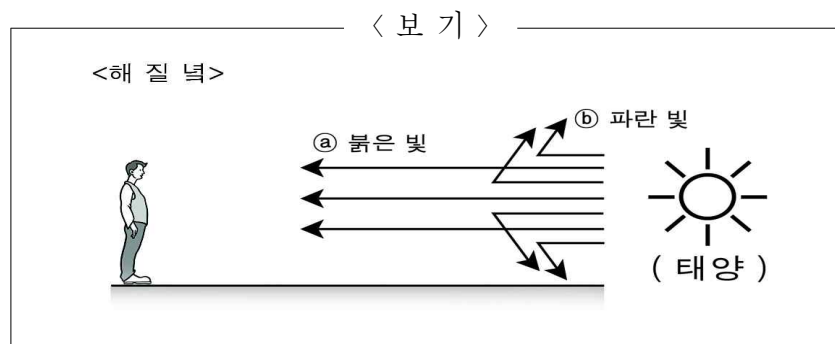 〈 보 기 〉
<해 질 녘>
ⓐ 붉은 빛
ⓑ 파란 빛
( 태양 )